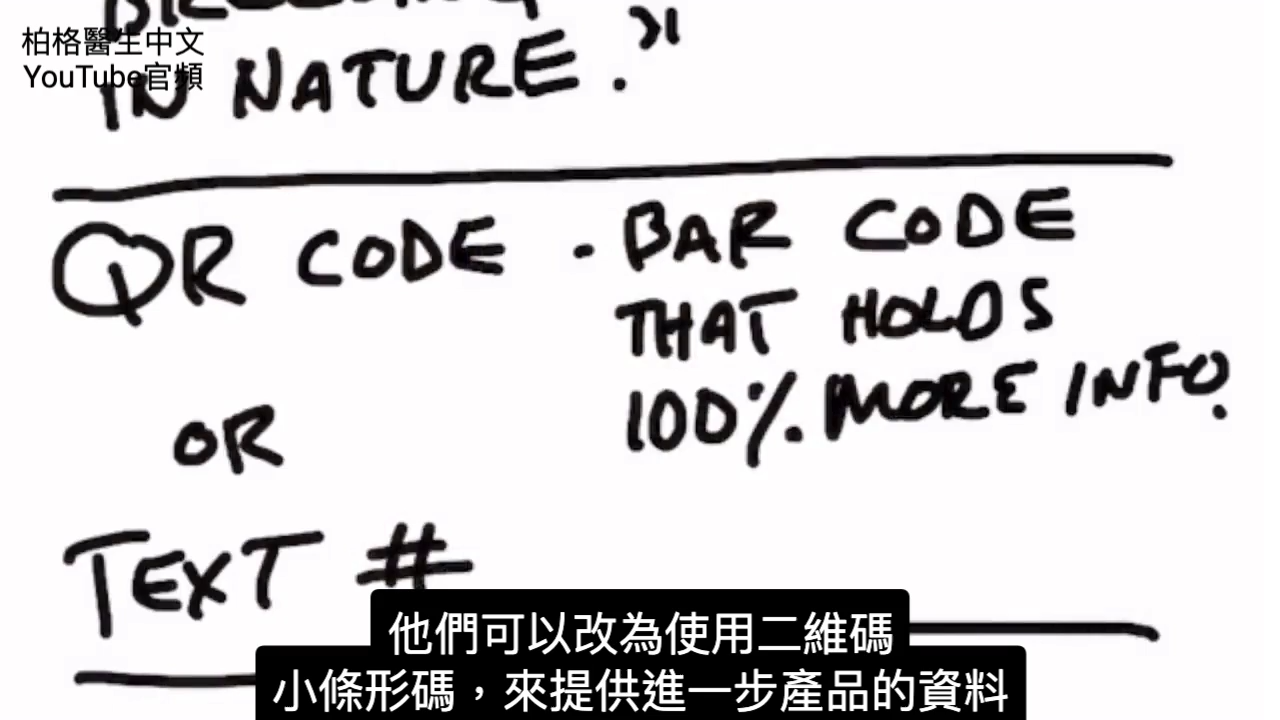 柏格醫生中文
YouTube官頻
BREEDING
IN NATURE."
QR CODE - BAR CODE
THAT HOLDS
100% MORE INFO.
OR
TEXT #
他們可以改為使用二維碼
小條形碼，來提供進一步產品的資料